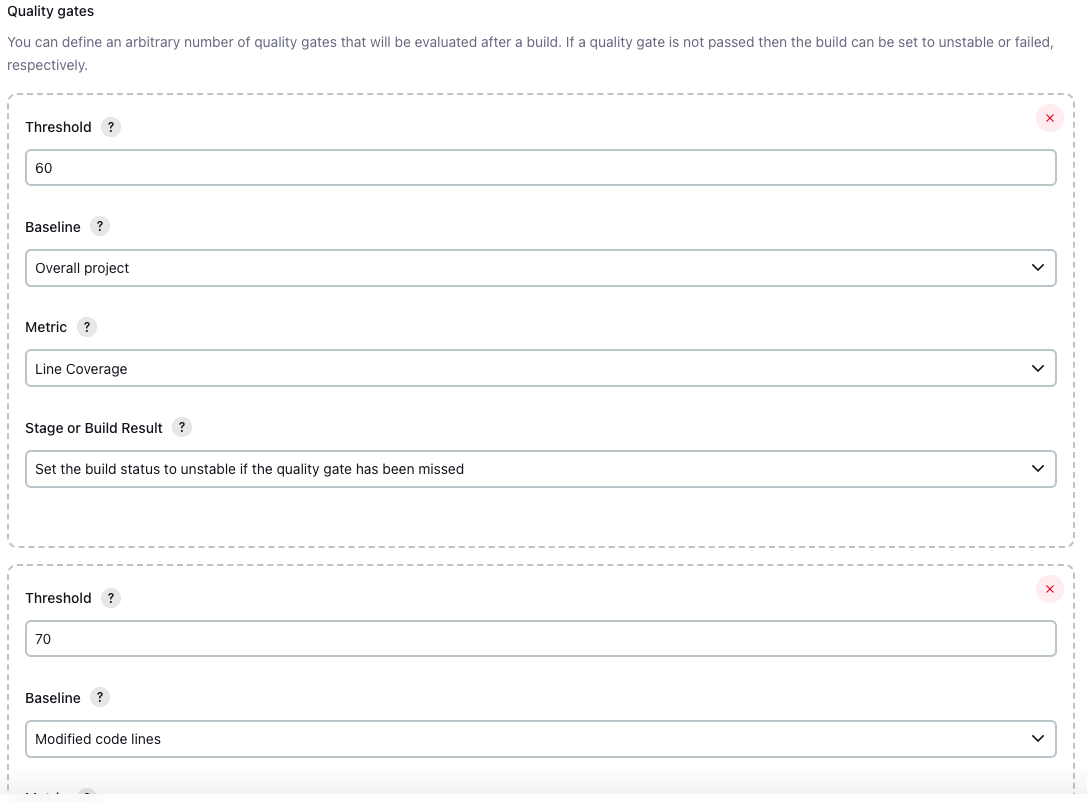 Quality gates
You can define an arbitrary number of quality gates that will be evaluated after a build. If a quality gate is not passed then the build can be set to unstable or failed,
respectively.
Threshold ?
60
Baseline ?
Overall project
Metric ?
Line Coverage
Stage or Build Result ?
Set the build status to unstable if the quality gate has been missed
Threshold ?
70
Baseline ?
Modified code lines